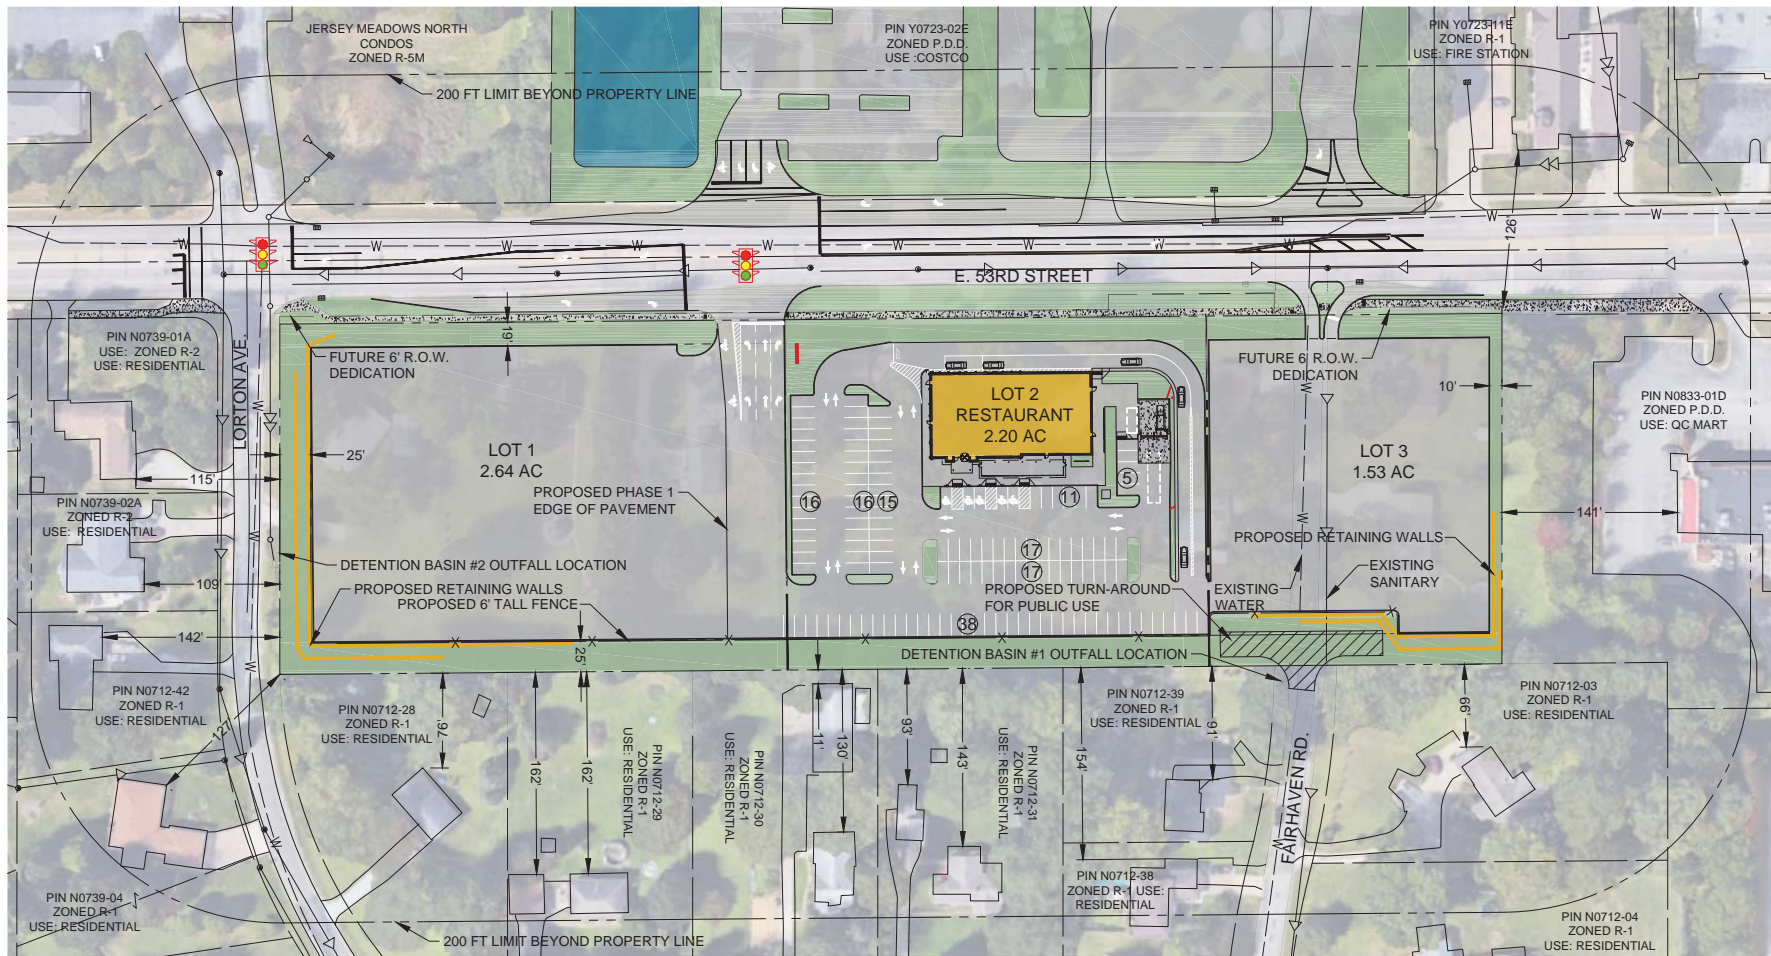 JERSEY MEADOWS NORTH
CONDOS
ZONED R-5M
PIN Y0723-02E
ZONED P.D.D.
USE :COSTCO
PIN Y0723-11E
ZONED R-1
USE: FIRE STATION
200 FT LIMIT BEYOND PROPERTY LINE
126'
W
W
W
W
W
W
W
W
W
W
W
E. 53RD STREET
PIN N0739-01A
USE: ZONED R-2
USE: RESIDENTIAL
LORTON AVE.
W
W
W
W
W
19'
FUTURE 6' R.O.W.
DEDICATION
FUTURE 6' R.O.W.
DEDICATION
10'
LOT 1
2.64 AC
LOT 2
RESTAURANT
2.20 AC
LOT 3
1.53 AC
PIN N0833-01D
ZONED P.D.D.
USE: QC MART
25'
115'
PIN N0739-02A
ZONED R-2
USE: RESIDENTIAL
PROPOSED PHASE 1
EDGE OF PAVEMENT
16
16
15
11
5
W
W
141'
17
17
38
PROPOSED RETAINING WALLS
DETENTION BASIN #2 OUTFALL LOCATION
109'
PROPOSED RETAINING WALLS
PROPOSED 6' TALL FENCE
PROPOSED TURN-AROUND
FOR PUBLIC USE
EXISTING
WATER
EXISTING
SANITARY
142'
25'
DETENTION BASIN #1 OUTFALL LOCATION
PIN N0712-42
ZONED R-1
USE: RESIDENTIAL
127'
PIN N0712-28
ZONED R-1
USE: RESIDENTIAL
97'
162'
162'
PIN N0712-29
ZONED R-1
USE: RESIDENTIAL
PIN N0712-30
ZONED R-1
USE: RESIDENTIAL
11'
130'
93'
143'
PIN N0712-31
ZONED R-1
USE: RESIDENTIAL
154'
PIN N0712-39
ZONED R-1
USE: RESIDENTIAL
91'
FAIRHAVEN RD.
W
66'
PIN N0712-03
ZONED R-1
USE: RESIDENTIAL
PIN N0739-04
ZONED R-1
USE: RESIDENTIAL
PIN N0712-38
ZONED R-1 USE:
RESIDENTIAL
PIN N0712-04
ZONED R-1
USE: RESIDENTIAL
200 FT LIMIT BEYOND PROPERTY LINE